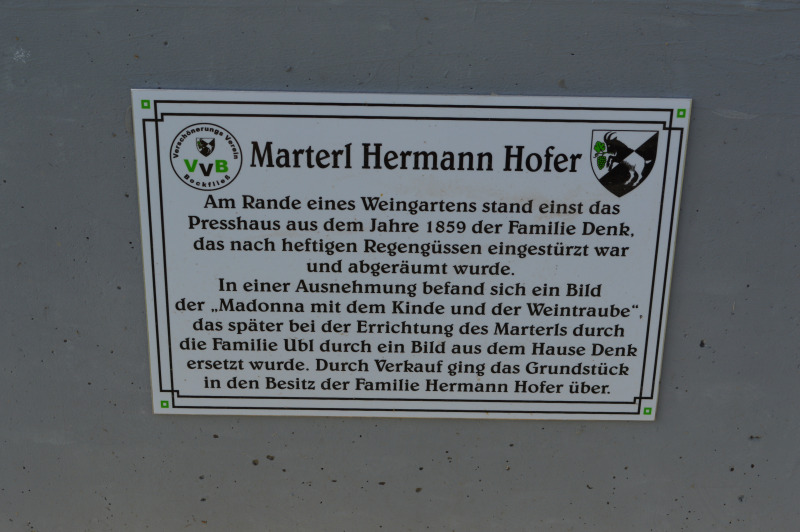 Verschönerungs Verein
VVB
Bockfließ
Marterl Hermann Hofer
Am Rande eines Weingartens stand einst das
Presshaus aus dem Jahre 1859 der Familie Denk,
das nach heftigen Regengüssen eingestürzt war
und abgeräumt wurde.
In einer Ausnehmung befand sich ein Bild
der „Madonna mit dem Kinde und der Weintraube“,
das später bei der Errichtung des Marterls durch
die Familie Ubl durch ein Bild aus dem Hause Denk
ersetzt wurde. Durch Verkauf ging das Grundstück
in den Besitz der Familie Hermann Hofer über.